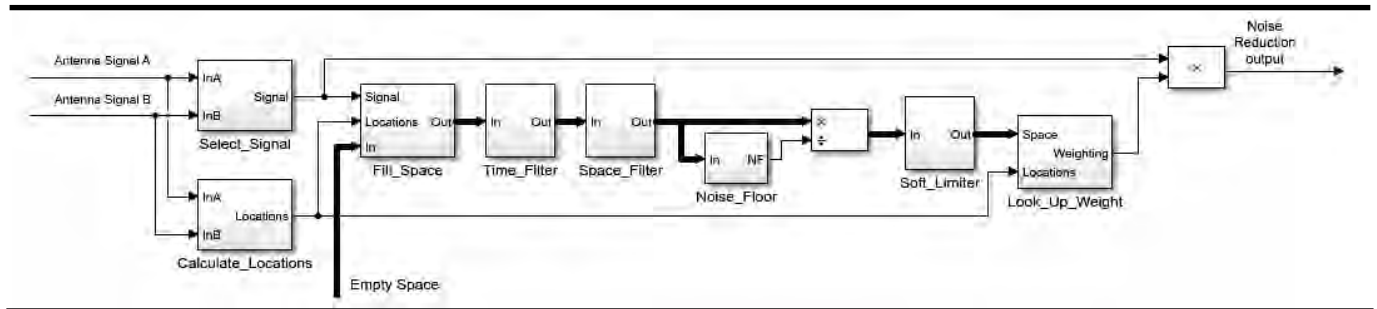 Noise
Reduction
output
Antenna Signal A
Antenna Signal B
InA
InB
Signal
Select_Signal
Signal
Locations
In
Out
Fill_Space
In
Out
Time_Filter
In
Out
Space_Filter
In
NF
Noise_Floor
×
÷
In
Out
Soft_Limiter
Space
Locations
Weighting
Look_Up_Weight
InA
InB
Locations
Calculate_Locations
Empty Space